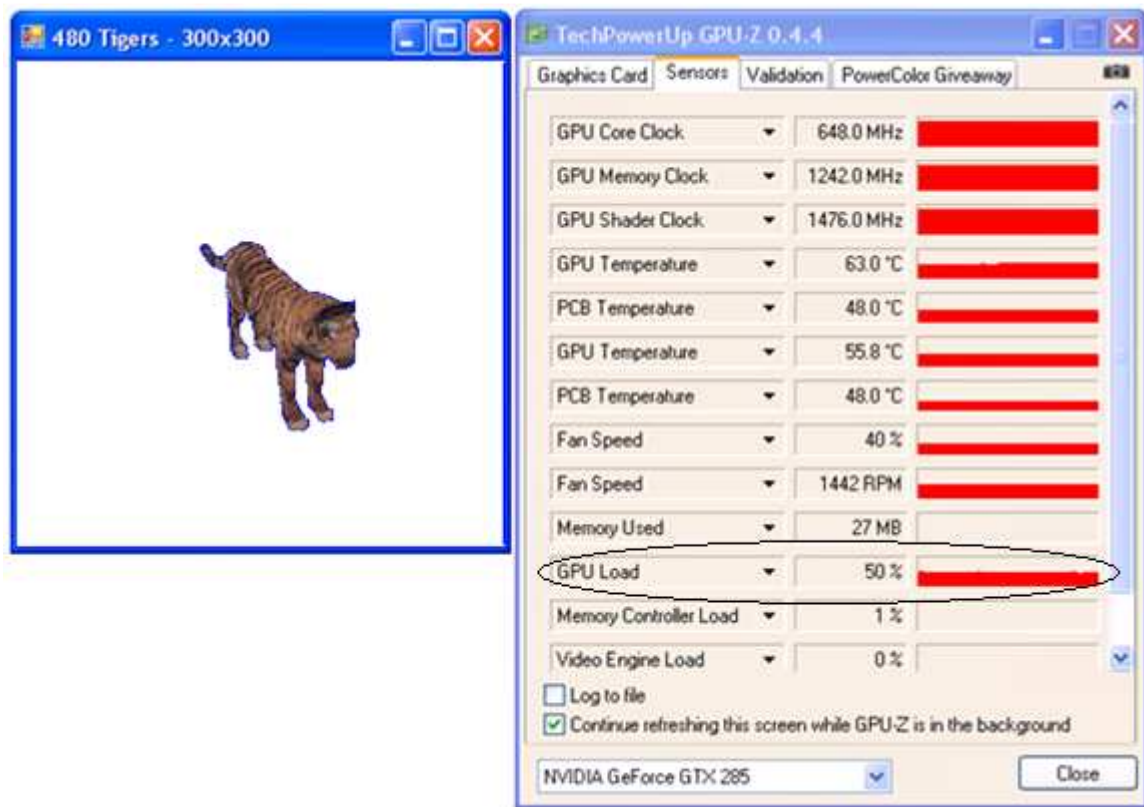 480 Tigers - 300x300
TechPowerUp GPU-Z 0.4.4
Graphics Card Sensors Validation PowerColor Giveaway
GPU Core Clock 648.0 MHz
GPU Memory Clock 1242.0 MHz
GPU Shader Clock 1476.0 MHz
GPU Temperature 63.0 °C
PCB Temperature 48.0 °C
GPU Temperature 55.8 °C
PCB Temperature 48.0 °C
Fan Speed 40 %
Fan Speed 1442 RPM
Memory Used 27 MB
GPU Load 50 %
Memory Controller Load 1 %
Video Engine Load 0 %
Log to file
Continue refreshing this screen while GPU-Z is in the background
NVIDIA GeForce GTX 285 Close